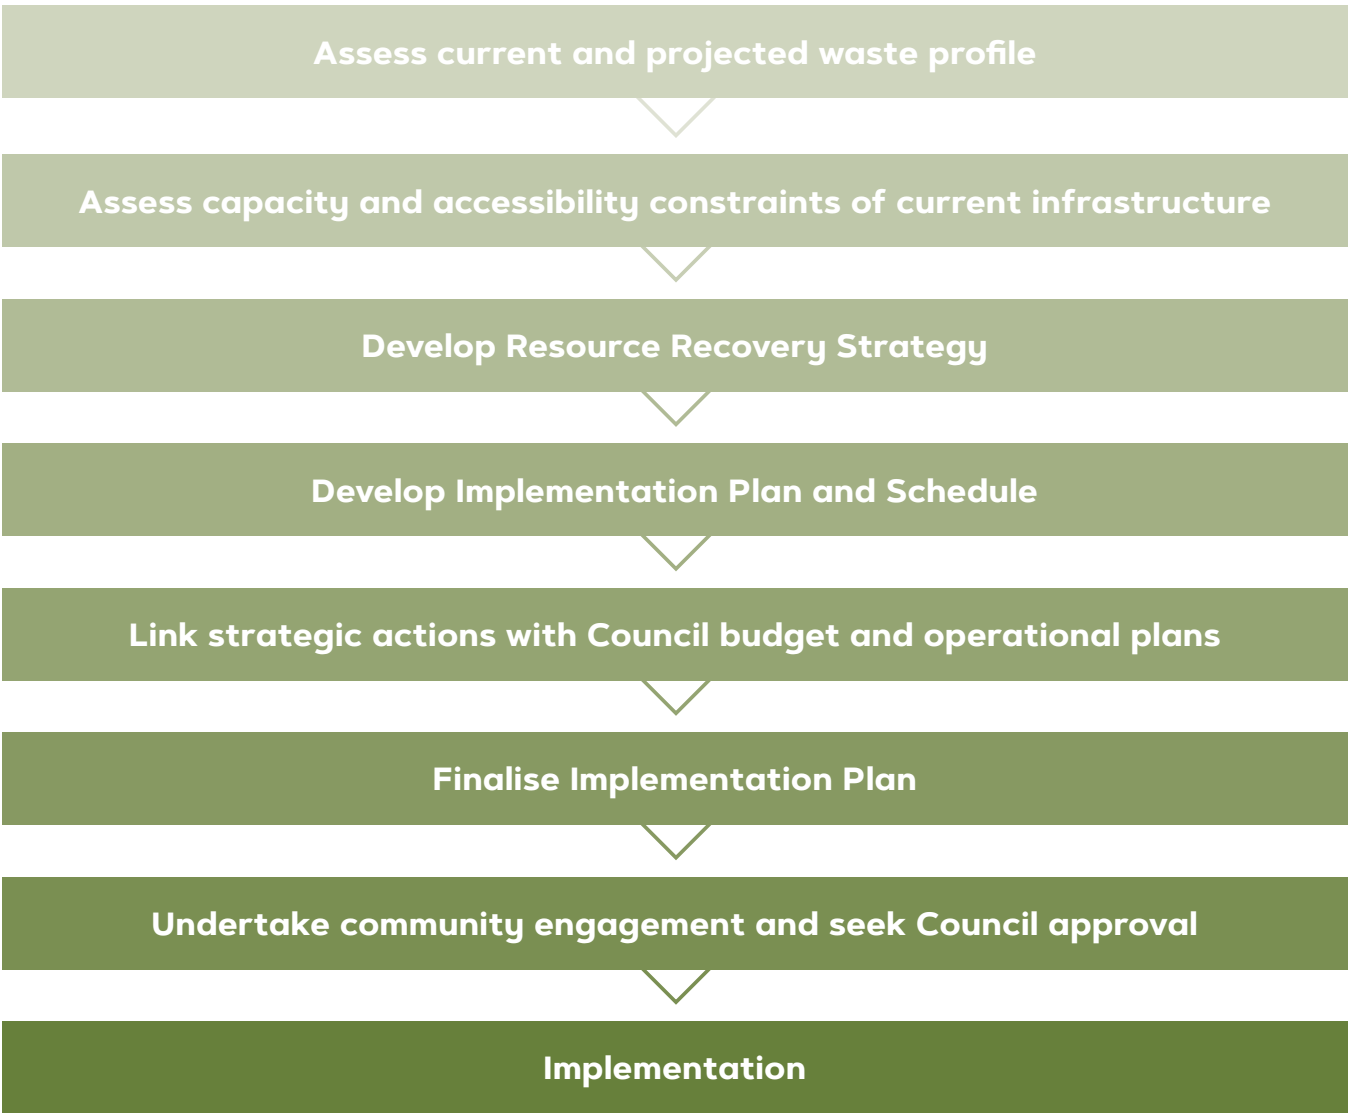 Assess current and projected waste profile
Assess capacity and accessibility constraints of current infrastructure
Develop Resource Recovery Strategy
Develop Implementation Plan and Schedule
Link strategic actions with Council budget and operational plans
Finalise Implementation Plan
Undertake community engagement and seek Council approval
Implementation